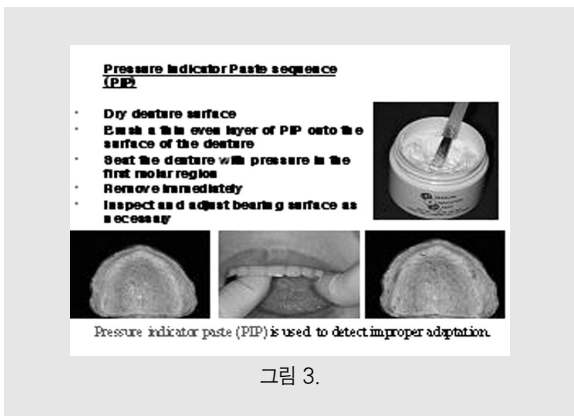 Pressure Indicator Paste sequence
(PIP)
Dry denture surface
Brush a thin even layer of PIP onto the
surface of the denture
Seat the denture with pressure in the
first molar region
Remove immediately
Inspect and adjust bearing surface as
necessary
Pressure indicator paste (PIP) is used to detect improper adaptation.
그림 3.